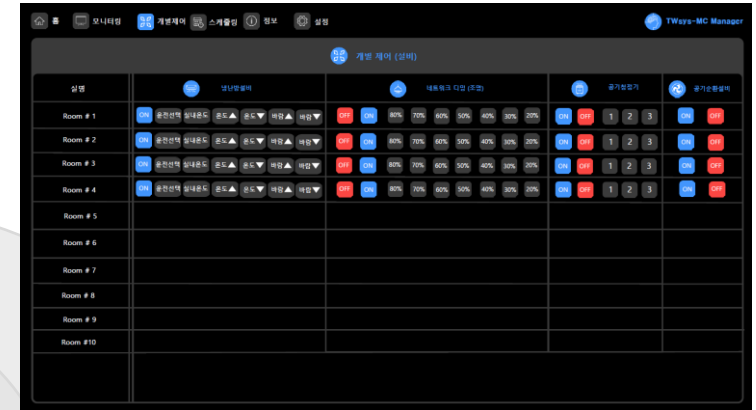 홈 모니터링 개별제어 스케줄링 정보 설정 TWsys-MC Manager
개별 제어 (설비)
실명 냉난방설비 네트워크 디밍 (조명) 공기청정기 공기순환설비
Room # 1 ON 운전선택 실내온도 온도▲ 온도▼ 바람▲ 바람▼ OFF ON 80% 70% 60% 50% 40% 30% 20% ON OFF 1 2 3 ON OFF
Room # 2 ON 운전선택 실내온도 온도▲ 온도▼ 바람▲ 바람▼ OFF ON 80% 70% 60% 50% 40% 30% 20% ON OFF 1 2 3 ON OFF
Room # 3 ON 운전선택 실내온도 온도▲ 온도▼ 바람▲ 바람▼ OFF ON 80% 70% 60% 50% 40% 30% 20% ON OFF 1 2 3 ON OFF
Room # 4 ON 운전선택 실내온도 온도▲ 온도▼ 바람▲ 바람▼ OFF ON 80% 70% 60% 50% 40% 30% 20% ON OFF 1 2 3 ON OFF
Room # 5
Room # 6
Room # 7
Room # 8
Room # 9
Room #10